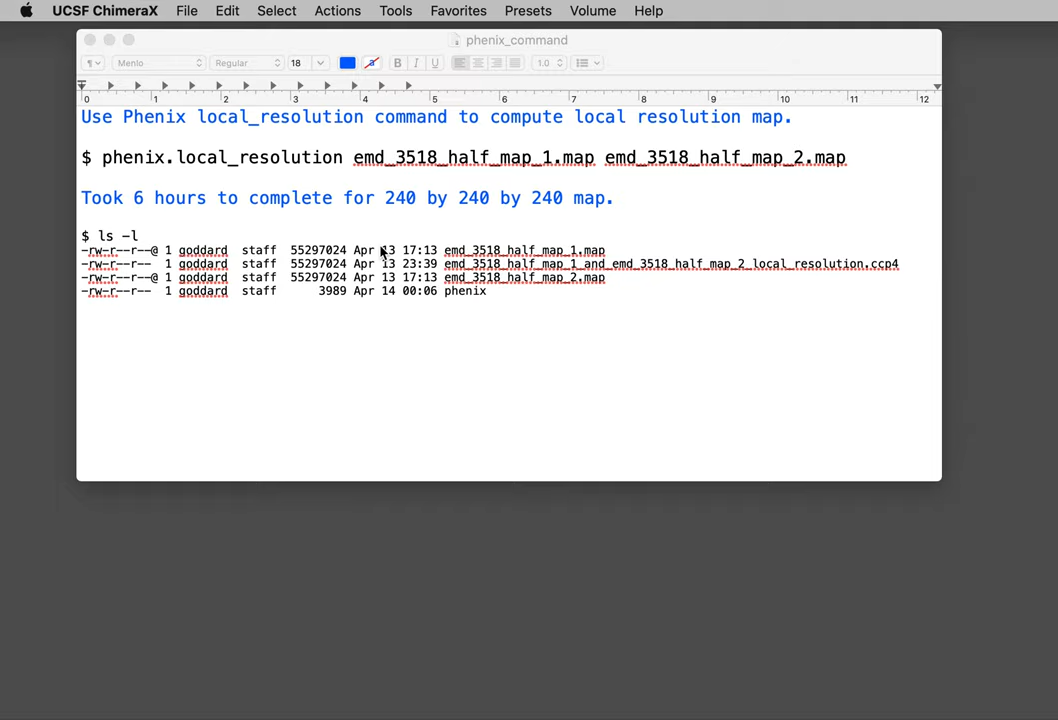 UCSF ChimeraX File Edit Select Actions Tools Favorites Presets Volume Help
phenix_command
¶ Menlo Regular 18 a B I U 1.0
0 1 2 3 4 5 6 7 8 9 10 11 12
Use Phenix local_resolution command to compute local resolution map.
$ phenix.local_resolution emd_3518_half_map_1.map emd_3518_half_map_2.map
Took 6 hours to complete for 240 by 240 by 240 map.
$ ls -l
-rw-r--r--@ 1 goddard staff 55297024 Apr 13 17:13 emd_3518_half_map_1.map
-rw-r--r-- 1 goddard staff 55297024 Apr 13 23:39 emd_3518_half_map_1_and_emd_3518_half_map_2_local_resolution.ccp4
-rw-r--r--@ 1 goddard staff 55297024 Apr 13 17:13 emd_3518_half_map_2.map
-rw-r--r-- 1 goddard staff 3989 Apr 14 00:06 phenix